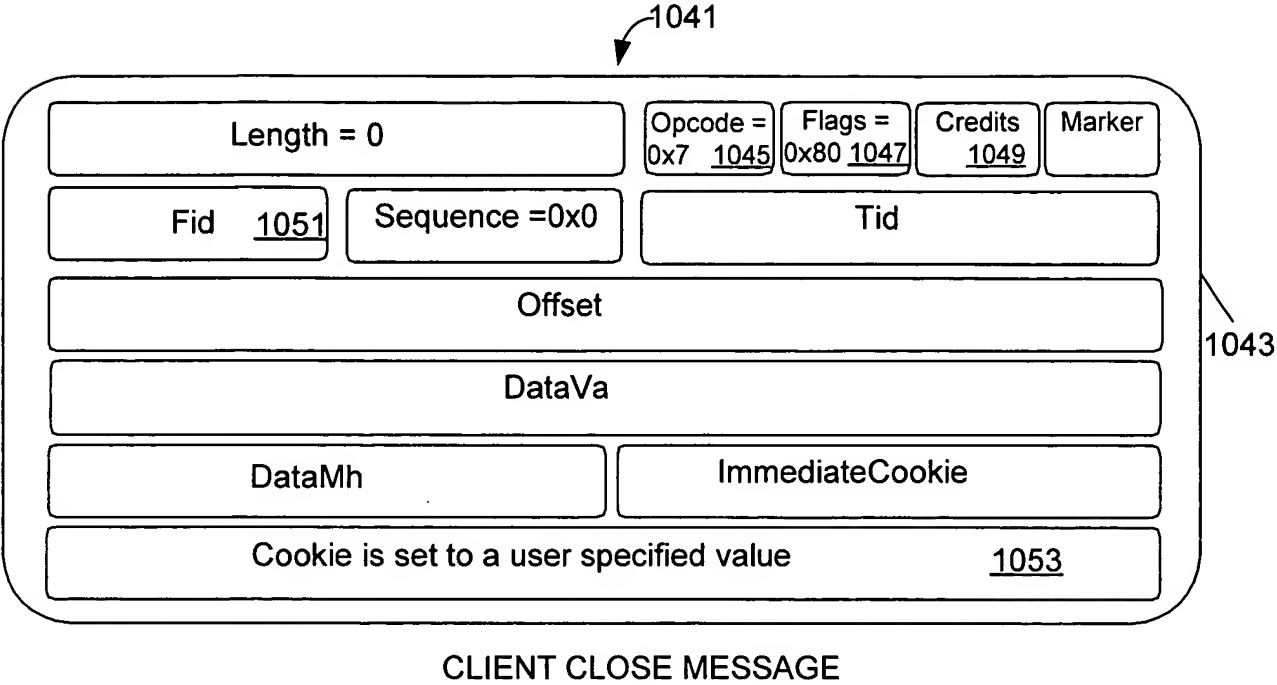 1041
Length = 0
Opcode =
0x7 1045
Flags =
0x80 1047
Credits
1049
Marker
Fid 1051
Sequence =0x0
Tid
Offset
1043
DataVa
DataMh
ImmediateCookie
Cookie is set to a user specified value 1053
CLIENT CLOSE MESSAGE